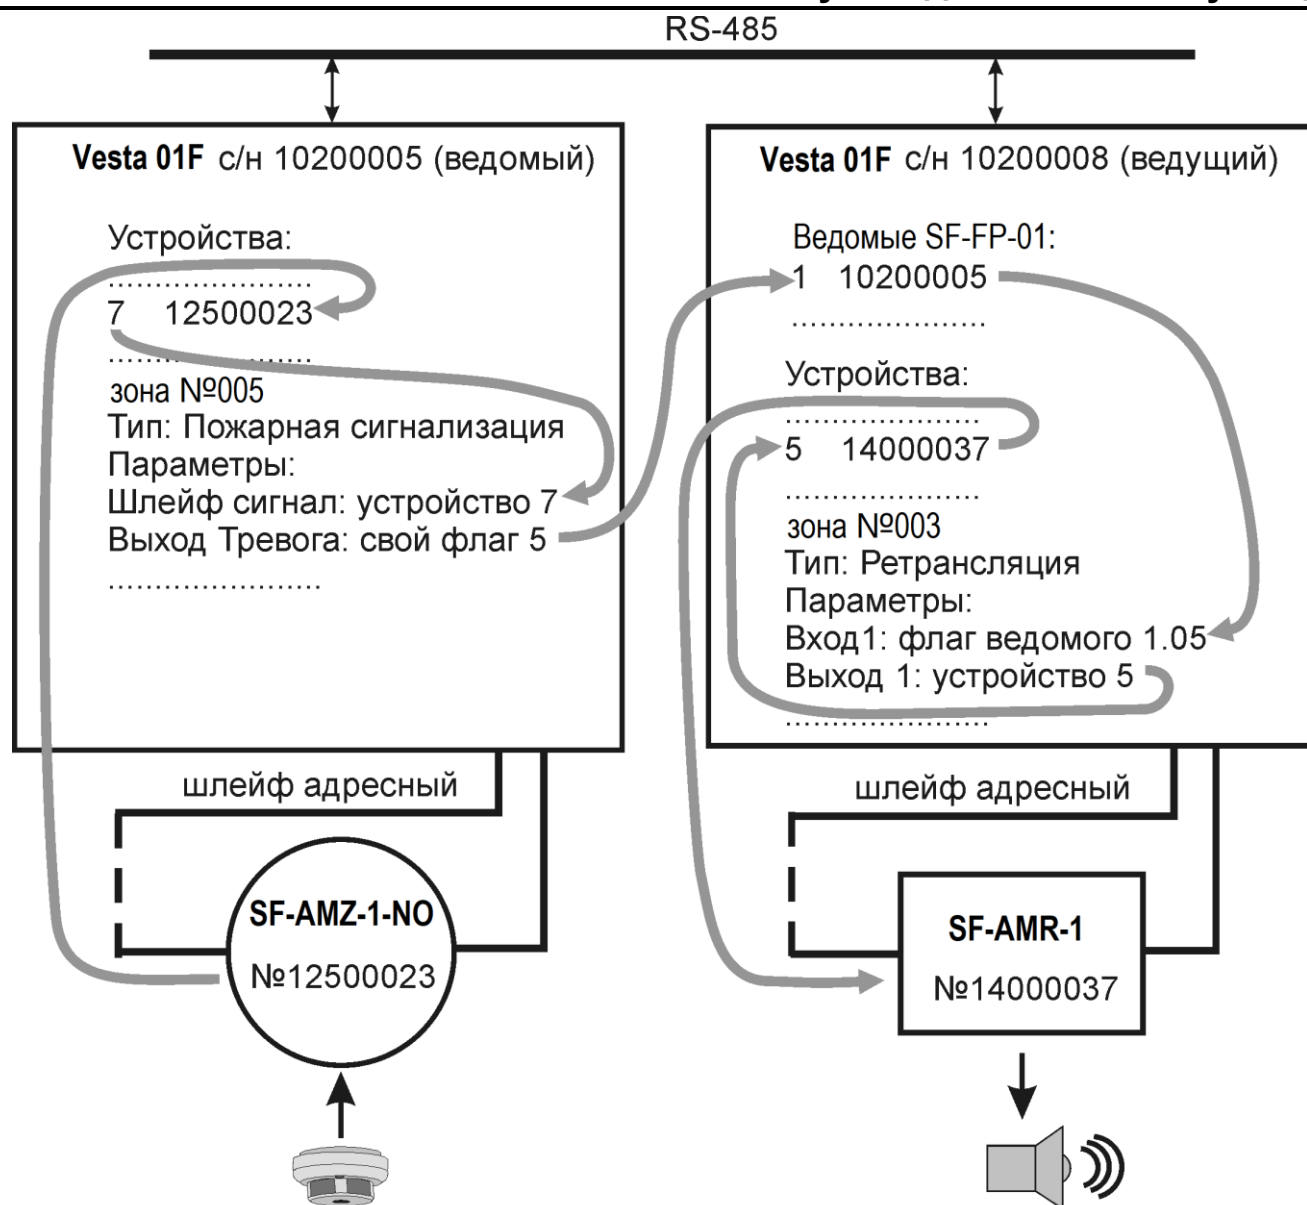 RS-485
Vesta 01F с/н 10200005 (ведомый)
Устройства:
......................
7 12500023
......................
зона №005
Тип: Пожарная сигнализация
Параметры:
Шлейф сигнал: устройство 7
Выход Тревога: свой флаг 5
.......................
шлейф адресный
SF-AMZ-1-NO
№12500023
Vesta 01F с/н 10200008 (ведущий)
Ведомые SF-FP-01:
1 10200005
.....................
Устройства:
.....................
5 14000037
.....................
зона №003
Тип: Ретрансляция
Параметры:
Вход1: флаг ведомого 1.05
Выход 1: устройство 5
......................
шлейф адресный
SF-AMR-1
№14000037